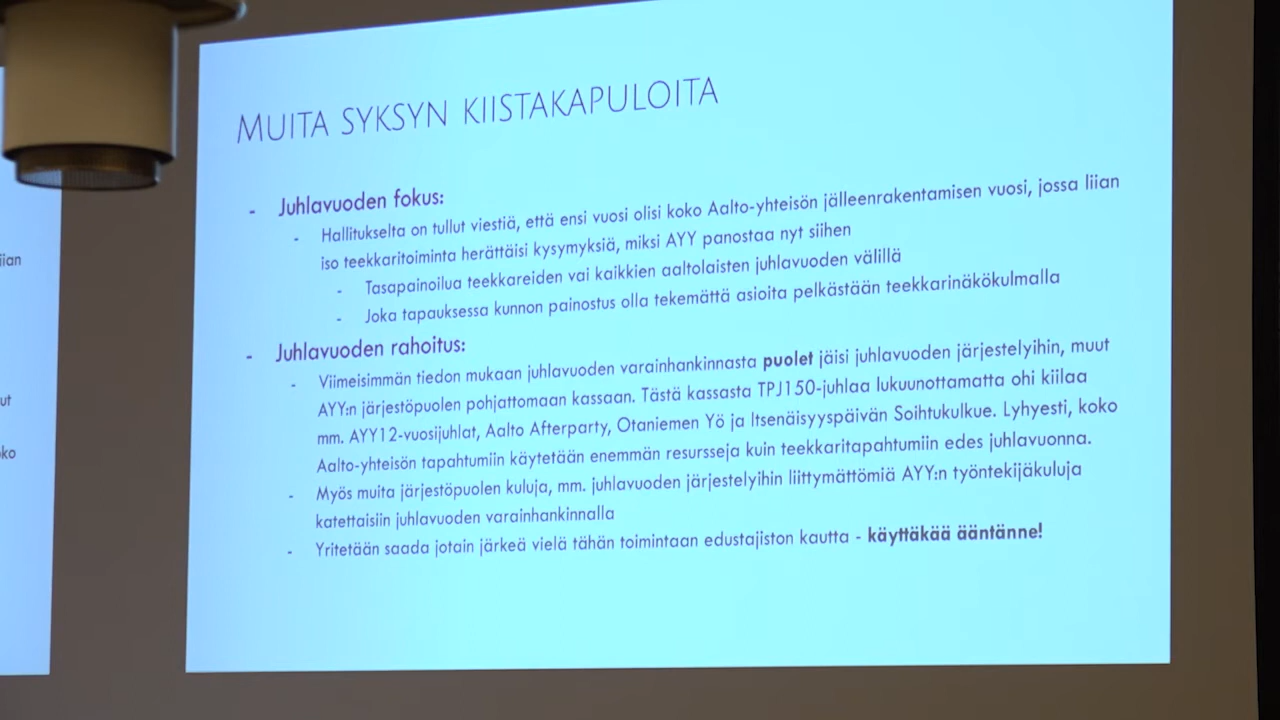 MUITA SYKSYN KIISTAKAPULOITA
- Juhlavuoden fokus:
- Hallitukselta on tullut viestiä, että ensi vuosi olisi koko Aalto-yhteisön jälleenrakentamisen vuosi, jossa liian
iso teekkaritoiminta herättäisi kysymyksiä, miksi AYY panostaa nyt siihen
- Tasapainoilua teekkareiden vai kaikkien aaltolaisten juhlavuoden välillä
- Joka tapauksessa kunnon painostus olla tekemättä asioita pelkästään teekkarinäkökulmalla
- Juhlavuoden rahoitus:
- Viimeisimmän tiedon mukaan juhlavuoden varainhankinnasta puolet jäisi juhlavuoden järjestelyihin, muut
AYY:n järjestöpuolen pohjattomaan kassaan. Tästä kassasta TPJ150-juhlaa lukuunottamatta ohi kiilaa
mm. AYY12-vuosijuhlat, Aalto Afterparty, Otaniemen Yö ja Itsenäisyyspäivän Soihtukulkue. Lyhyesti, koko
Aalto-yhteisön tapahtumiin käytetään enemmän resursseja kuin teekkaritapahtumiin edes juhlavuonna.
- Myös muita järjestöpuolen kuluja, mm. juhlavuoden järjestelyihin liittymättömiä AYY:n työntekijäkuluja
katettaisiin juhlavuoden varainhankinnalla
- Yritetään saada jotain järkeä vielä tähän toimintaan edustajiston kautta - käyttäkää ääntänne!